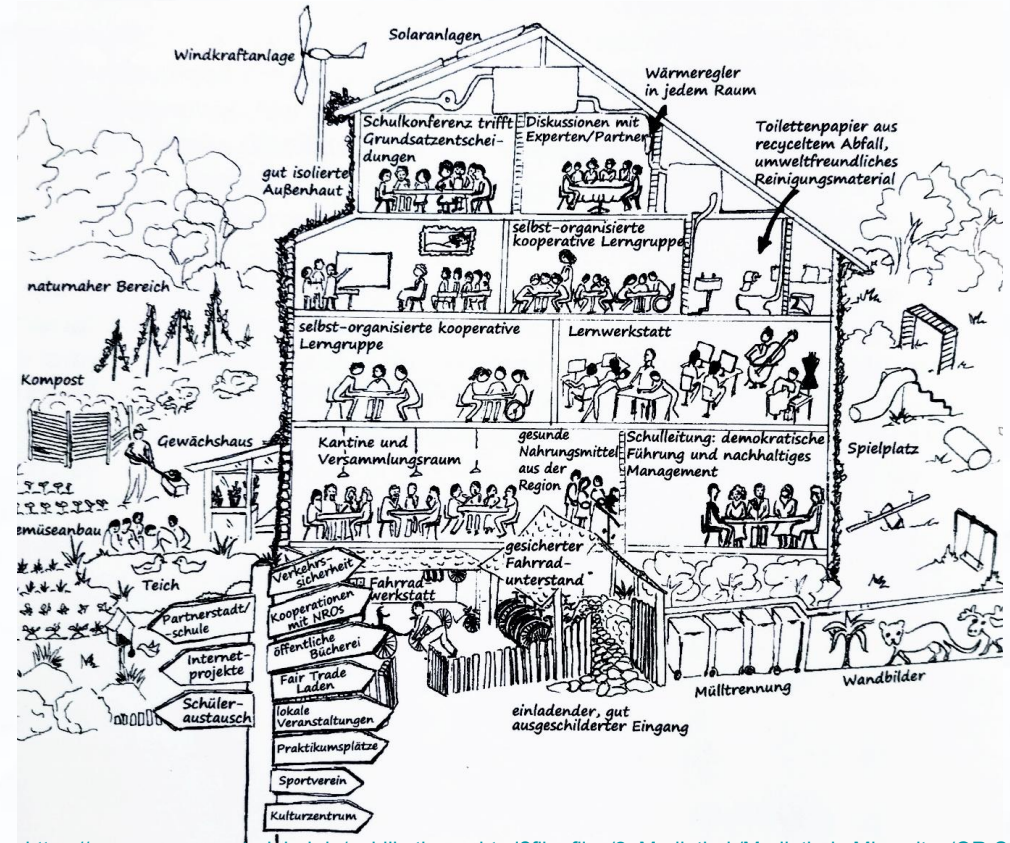 Solaranlagen
Windkraftanlage
Wärmeregler
in jedem Raum
Toilettenpapier aus
recyceltem Abfall,
umweltfreundliches
Reinigungsmaterial
Schulkonferenz trifft
Grundsatzentschei-
dungen
Diskussionen mit
Experten/Partner
gut isolierte
Außenhaut
selbst-organisierte
kooperative Lerngruppe
naturnaher Bereich
selbst-organisierte kooperative
Lerngruppe
Lernwerkstatt
Kompost
Gewächshaus
Kantine und
Versammlungsraum
gesunde
Nahrungsmittel
aus der
Region
Schulleitung: demokratische
Führung und nachhaltiges
Management
Spielplatz
emüseanbau
Teich
gesicherter
Fahrrad-
unterstand
Fahrrad-
werkstatt
Verkehrs-
sicherheit
Kooperationen
mit NROs
öffentliche
Bücherei
Fair Trade
Laden
lokale
Veranstaltungen
Praktikumsplätze
Sportverein
Kulturzentrum
Partnerstadt/
-schule
Internet-
projekte
Schüler-
austausch
einladender, gut
ausgeschilderter Eingang
Mülltrennung
Wandbilder